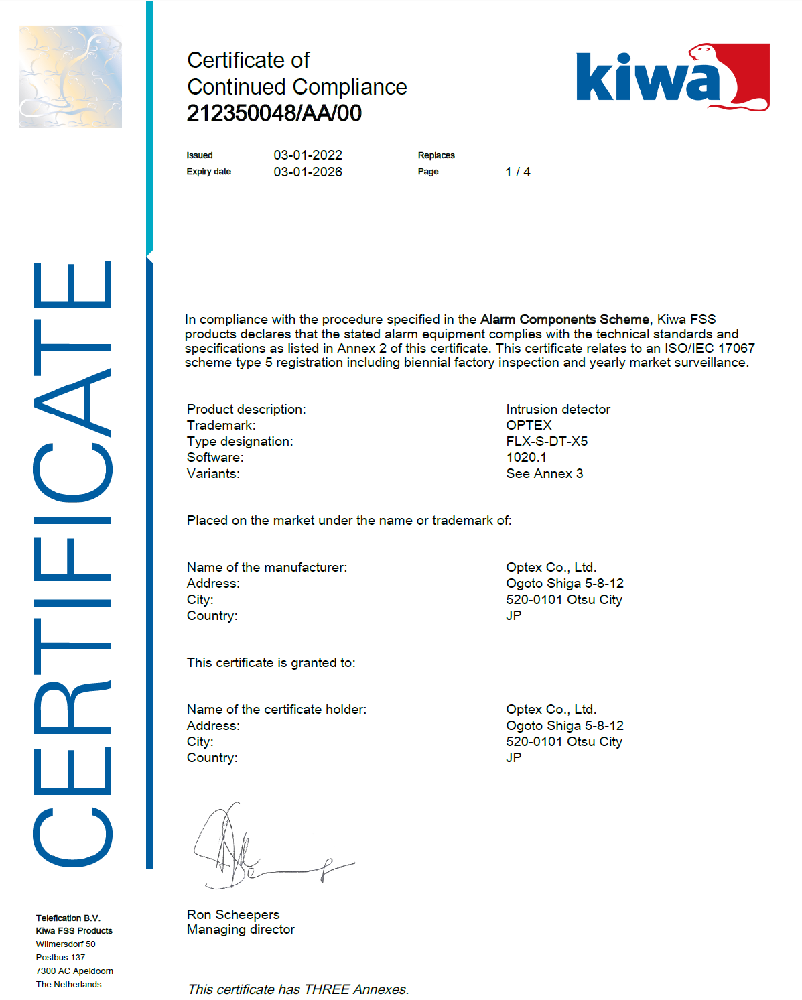 Certificate of
Continued Compliance
212350048/AA/00
kiwa
Issued 03-01-2022 Replaces
Expiry date 03-01-2026 Page 1 / 4
CERTIFICATE
In compliance with the procedure specified in the Alarm Components Scheme, Kiwa FSS
products declares that the stated alarm equipment complies with the technical standards and
specifications as listed in Annex 2 of this certificate. This certificate relates to an ISO/IEC 17067
scheme type 5 registration including biennial factory inspection and yearly market surveillance.
Product description: Intrusion detector
Trademark: OPTEX
Type designation: FLX-S-DT-X5
Software: 1020.1
Variants: See Annex 3
Placed on the market under the name or trademark of:
Name of the manufacturer: Optex Co., Ltd.
Address: Ogoto Shiga 5-8-12
City: 520-0101 Otsu City
Country: JP
This certificate is granted to:
Name of the certificate holder: Optex Co., Ltd.
Address: Ogoto Shiga 5-8-12
City: 520-0101 Otsu City
Country: JP
Ron Scheepers
Managing director
Telefication B.V.
Kiwa FSS Products
Wilmersdorf 50
Postbus 137
7300 AC Apeldoorn
The Netherlands
This certificate has THREE Annexes.